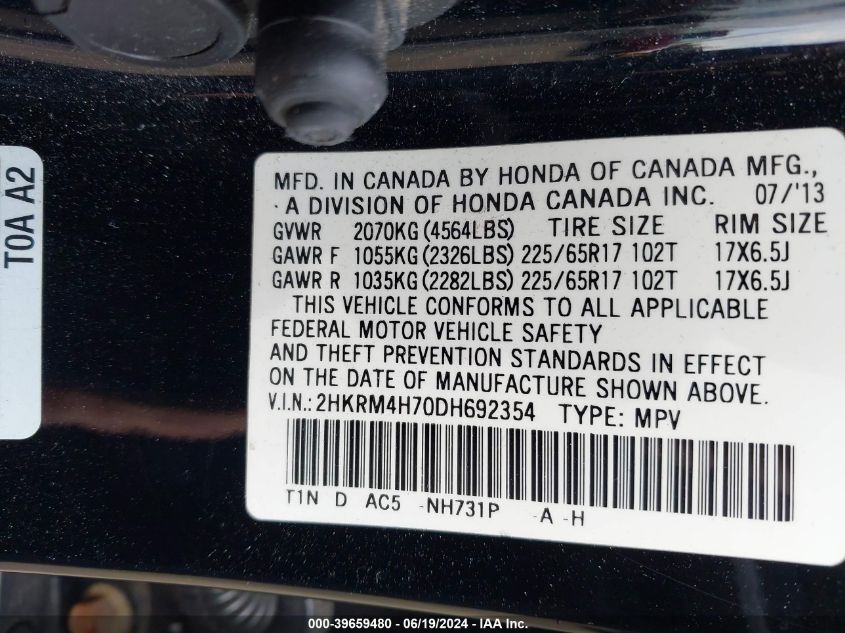 T0A A2
MFD. IN CANADA BY HONDA OF CANADA MFG.,
A DIVISION OF HONDA CANADA INC. 07/'13
GVWR 2070KG (4564LBS) TIRE SIZE RIM SIZE
GAWR F 1055KG (2326LBS) 225/65R17 102T 17X6.5J
GAWR R 1035KG (2282LBS) 225/65R17 102T 17X6.5J
THIS VEHICLE CONFORMS TO ALL APPLICABLE
FEDERAL MOTOR VEHICLE SAFETY
AND THEFT PREVENTION STANDARDS IN EFFECT
ON THE DATE OF MANUFACTURE SHOWN ABOVE.
V.I.N.: 2HKRM4H70DH692354 TYPE: MPV
T1N D AC5 -NH731P -A -H
000-39659480 - 06/19/2024 - IAA Inc.